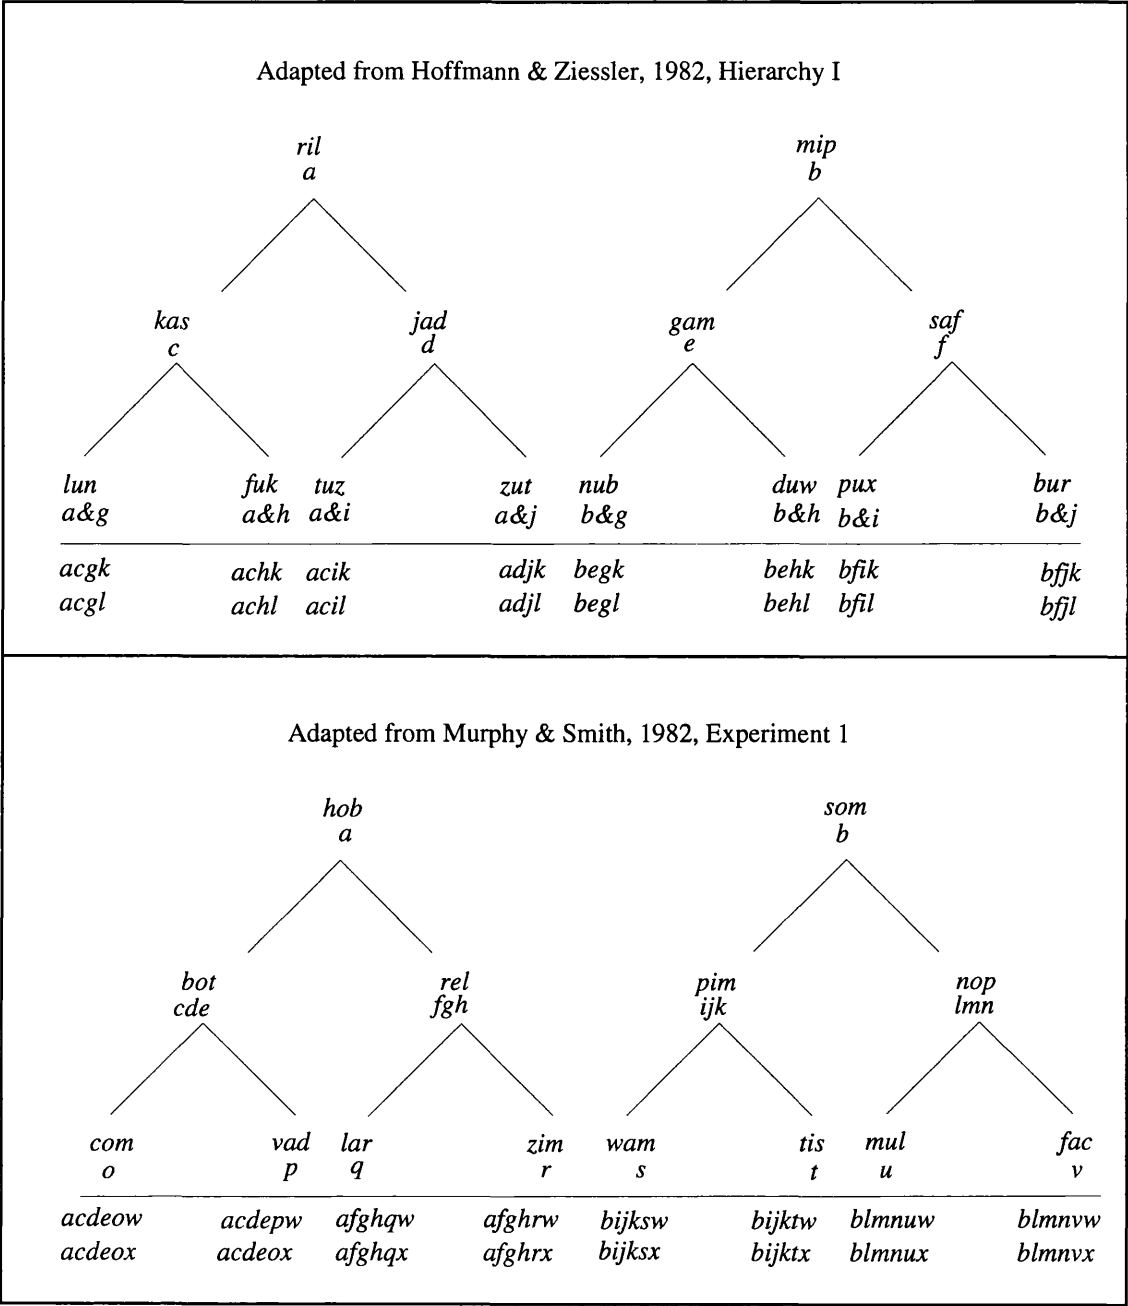 Adapted from Hoffmann & Ziessler, 1982, Hierarchy I
ril mip
a b
kas jad gam saf
c d e f
lun fuk tuz zut nub duw pux bur
a&g a&h a&i a&j b&g b&h b&i b&j
acgk achk acik adjk begk behk bfik bfjk
acgl achl acil adjl begl behl bfil bfjl
Adapted from Murphy & Smith, 1982, Experiment 1
hob som
a b
bot rel pim nop
cde fgh ijk lmn
com vad lar zim wam tis mul fac
o p q r s t u v
acdeow acdepw afghqw afghrw bijksw bijktw blmnuw blmnvw
acdeox acdeox afghqx afghrx bijksx bijktx blmnux blmnvx